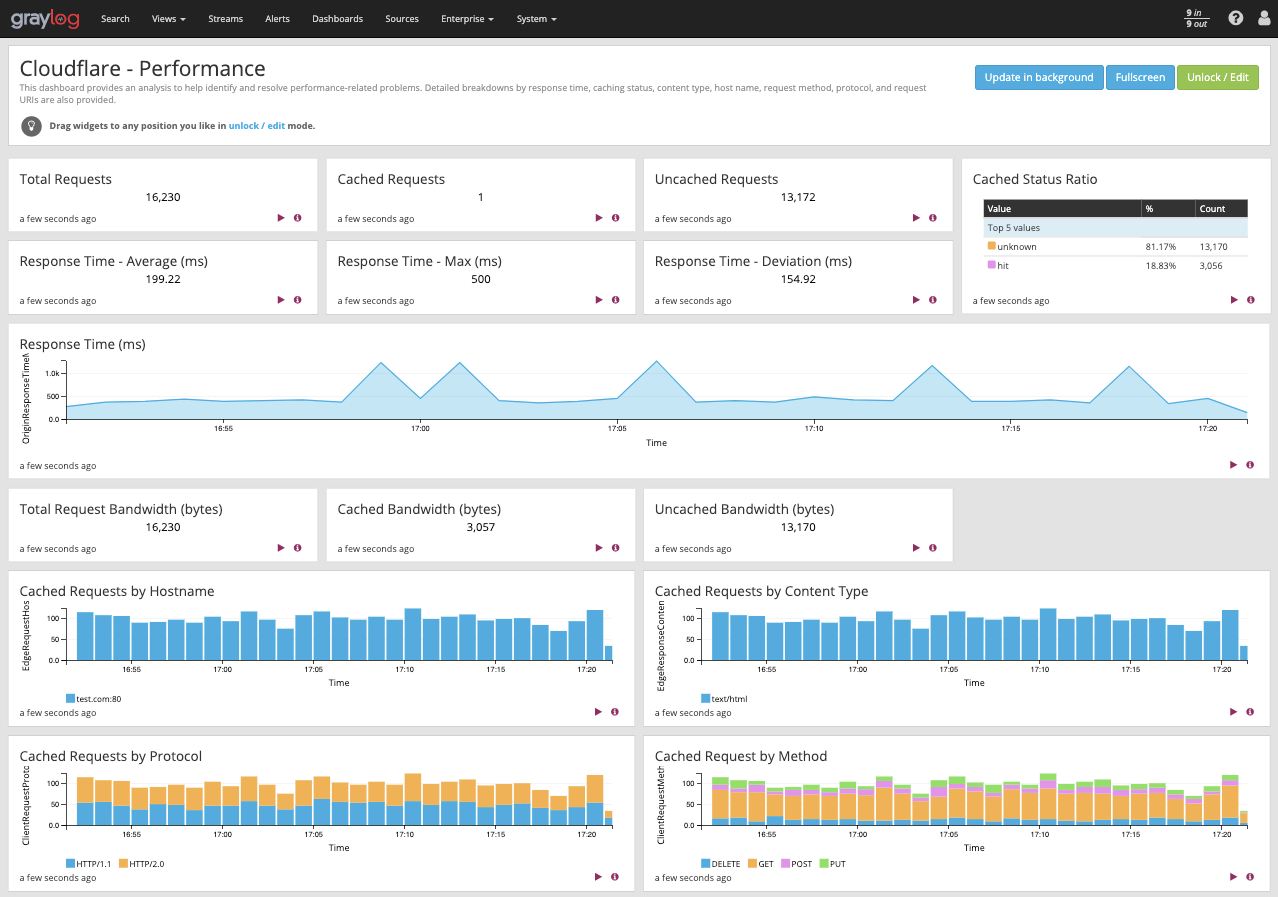 graylog Search Views Streams Alerts Dashboards Sources Enterprise System 9 in
9 out
Cloudflare - Performance
Update in background Fullscreen Unlock / Edit
This dashboard provides an analysis to help identify and resolve performance-related problems. Detailed breakdowns by response time, caching status, content type, host name, request method, protocol, and request
URIs are also provided.
Drag widgets to any position you like in unlock / edit mode.
Total Requests
16,230
a few seconds ago
Cached Requests
1
a few seconds ago
Uncached Requests
13,172
a few seconds ago
Cached Status Ratio
Value % Count
Top 5 values
unknown 81.17% 13,170
hit 18.83% 3,056
a few seconds ago
Response Time - Average (ms)
199.22
a few seconds ago
Response Time - Max (ms)
500
a few seconds ago
Response Time - Deviation (ms)
154.92
a few seconds ago
Response Time (ms)
OriginResponseTimeM
1.0k
500
0.0
16:55 17:00 17:05 17:10 17:15 17:20
Time
a few seconds ago
Total Request Bandwidth (bytes)
16,230
a few seconds ago
Cached Bandwidth (bytes)
3,057
a few seconds ago
Uncached Bandwidth (bytes)
13,170
a few seconds ago
Cached Requests by Hostname
EdgeRequestHos
100
50
0.0
16:55 17:00 17:05 17:10 17:15 17:20
Time
test.com:80
a few seconds ago
Cached Requests by Content Type
EdgeResponseConten
100
50
0.0
16:55 17:00 17:05 17:10 17:15 17:20
Time
text/html
a few seconds ago
Cached Requests by Protocol
ClientRequestProtc
100
50
0.0
16:55 17:00 17:05 17:10 17:15 17:20
Time
HTTP/1.1 HTTP/2.0
a few seconds ago
Cached Request by Method
ClientRequestMeth
100
50
0.0
16:55 17:00 17:05 17:10 17:15 17:20
Time
DELETE GET POST PUT
a few seconds ago